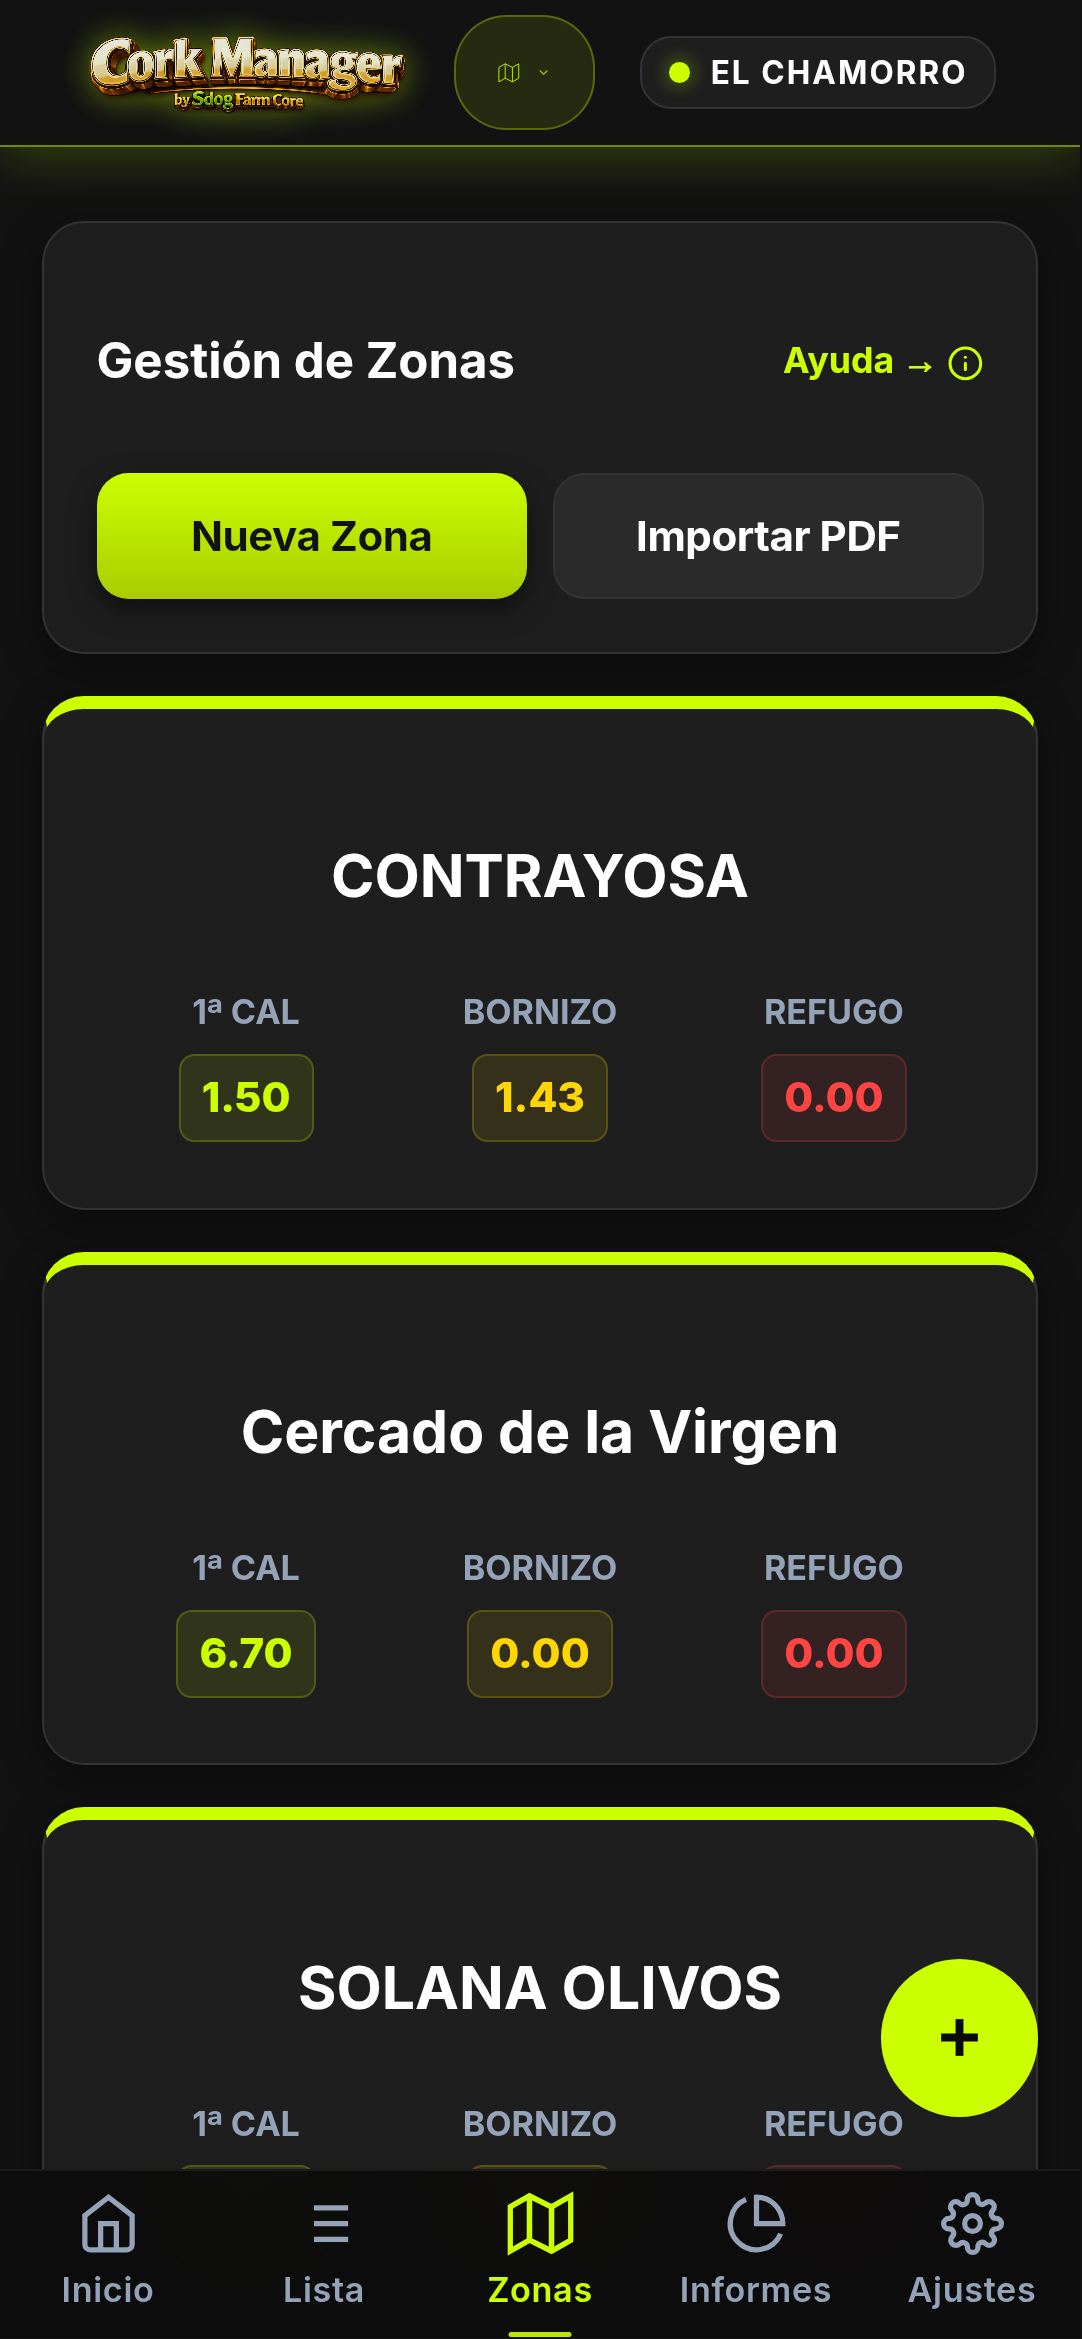 Cork Manager
by Sdog Farm Core
EL CHAMORRO
Gestión de Zonas
Ayuda →
Nueva Zona
Importar PDF
CONTRAYOSA
1ª CAL BORNIZO REFUGO
1.50 1.43 0.00
Cercado de la Virgen
1ª CAL BORNIZO REFUGO
6.70 0.00 0.00
SOLANA OLIVOS
+
1ª CAL BORNIZO REFUGO
Inicio Lista Zonas Informes Ajustes